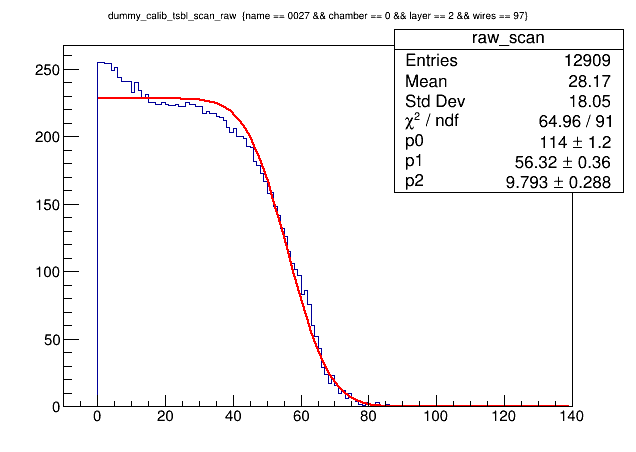 dummy_calib_tsbl_scan_raw {name == 0027 && chamber == 0 && layer == 2 && wires == 97}
raw_scan
Entries 12909
Mean 28.17
Std Dev 18.05
χ² / ndf 64.96 / 91
p0 114 ± 1.2
p1 56.32 ± 0.36
p2 9.793 ± 0.288
250
200
150
100
50
0
0 20 40 60 80 100 120 140